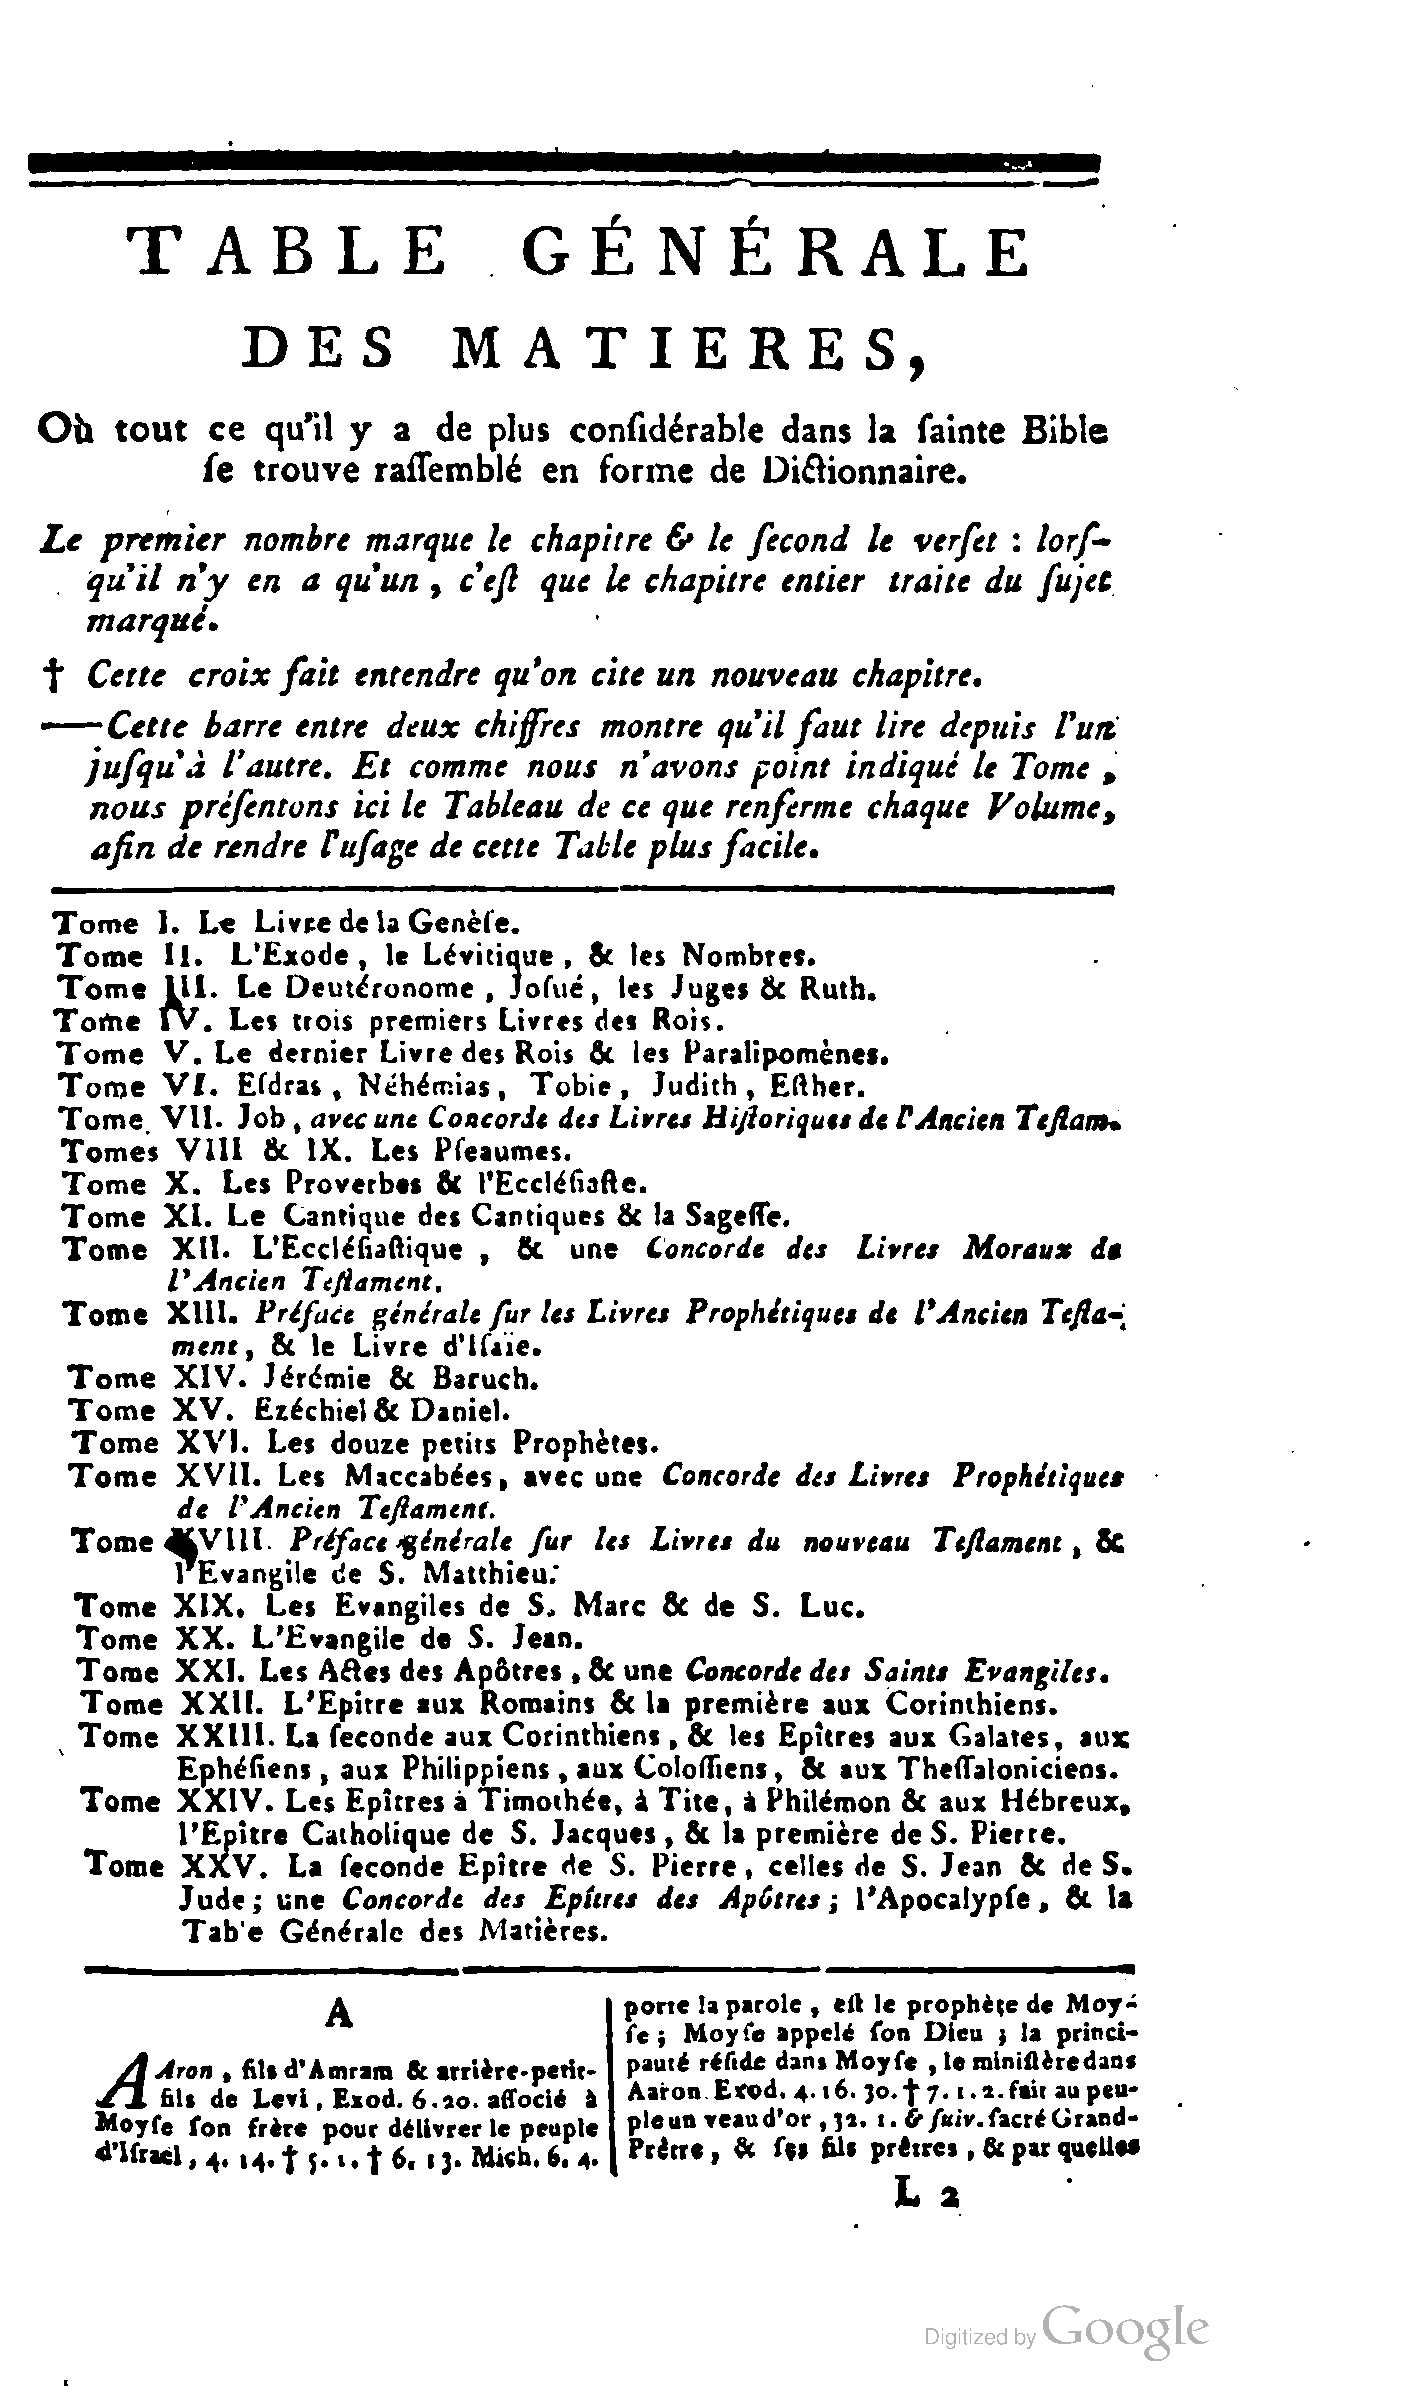 TABLE GÉNÉRALE
DES MATIERES,
Où tout ce qu'il y a de plus conſidérable dans la ſainte Bible
ſe trouve raſſemblé en forme de Dictionnaire.
Le premier nombre marque le chapitre & le ſecond le verſet : lorſ-
qu'il n'y en a qu'un, c'eſt que le chapitre entier traite du ſujet
marqué.
† Cette croix fait entendre qu'on cite un nouveau chapitre.
—Cette barre entre deux chiffres montre qu'il faut lire depuis l'un
juſqu'à l'autre. Et comme nous n'avons point indiqué le Tome,
nous préſentons ici le Tableau de ce que renferme chaque Volume,
afin de rendre l'uſage de cette Table plus facile.
Tome I. Le Livre de la Genèſe.
Tome II. L'Exode, le Lévitique, & les Nombres.
Tome III. Le Deutéronome, Joſué, les Juges & Ruth.
Tome IV. Les trois premiers Livres des Rois.
Tome V. Le dernier Livre des Rois & les Paralipomènes.
Tome VI. Eſdras, Néhémias, Tobie, Judith, Eſther.
Tome VII. Job, avec une Concorde des Livres Hiſtoriques de l'Ancien Teſtam.
Tomes VIII & IX. Les Pſeaumes.
Tome X. Les Proverbes & l'Eccléſiaſte.
Tome XI. Le Cantique des Cantiques & la Sageſſe.
Tome XII. L'Eccléſiaſtique, & une Concorde des Livres Moraux de
l'Ancien Teſtament.
Tome XIII. Préface générale ſur les Livres Prophétiques de l'Ancien Teſta-
ment, & le Livre d'Iſaïe.
Tome XIV. Jérémie & Baruch.
Tome XV. Ezéchiel & Daniel.
Tome XVI. Les douze petits Prophètes.
Tome XVII. Les Maccabées, avec une Concorde des Livres Prophétiques
de l'Ancien Teſtament.
Tome XVIII. Préface générale ſur les Livres du nouveau Teſtament, &
l'Evangile de S. Matthieu.
Tome XIX. Les Evangiles de S. Marc & de S. Luc.
Tome XX. L'Evangile de S. Jean.
Tome XXI. Les Actes des Apôtres, & une Concorde des Saints Evangiles.
Tome XXII. L'Epitre aux Romains & la première aux Corinthiens.
Tome XXIII. La ſeconde aux Corinthiens, & les Epîtres aux Galates, aux
Ephéſiens, aux Philippiens, aux Coloſſiens, & aux Theſſaloniciens.
Tome XXIV. Les Epîtres à Timothée, à Tite, à Philémon & aux Hébreux,
l'Epître Catholique de S. Jacques, & la première de S. Pierre.
Tome XXV. La ſeconde Epître de S. Pierre, celles de S. Jean & de S.
Jude; une Concorde des Epîtres des Apôtres; l'Apocalypſe, & la
Tab'e Générale des Matières.
A
AAron, fils d'Amram & arrière-petit-
fils de Levi, Exod. 6. 20. aſſocié à
Moyſe ſon frère pour délivrer le peuple
d'Iſrael, 4. 14. † 5. 1. † 6. 13. Mich. 6. 4.
porte la parole, eſt le prophète de Moy-
ſe; Moyſe appelé ſon Dieu; la princi-
pauté réſide dans Moyſe, le miniſtère dans
Aaron. Exod. 4. 16. 30. † 7. 1. 2. fait au peu-
ple un veau d'or, 32. 1. & ſuiv. ſacré Grand-
Prêtre, & ſes fils prêtres, & par quelles
L 2
Digitized by Google